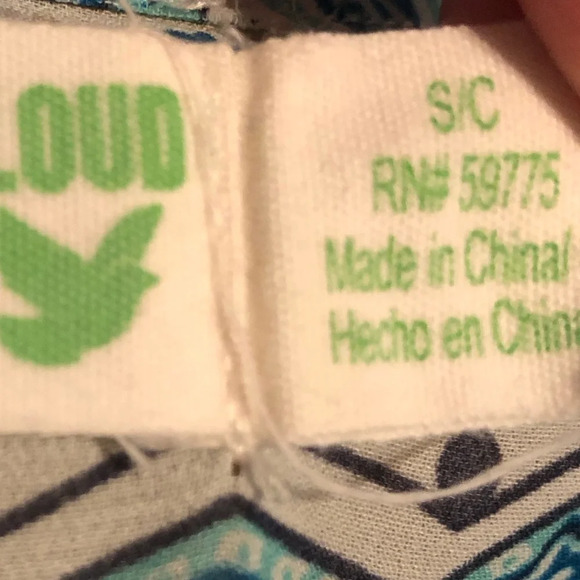 LOUD
S/C
RN# 59775
Made in China/
Hecho en China